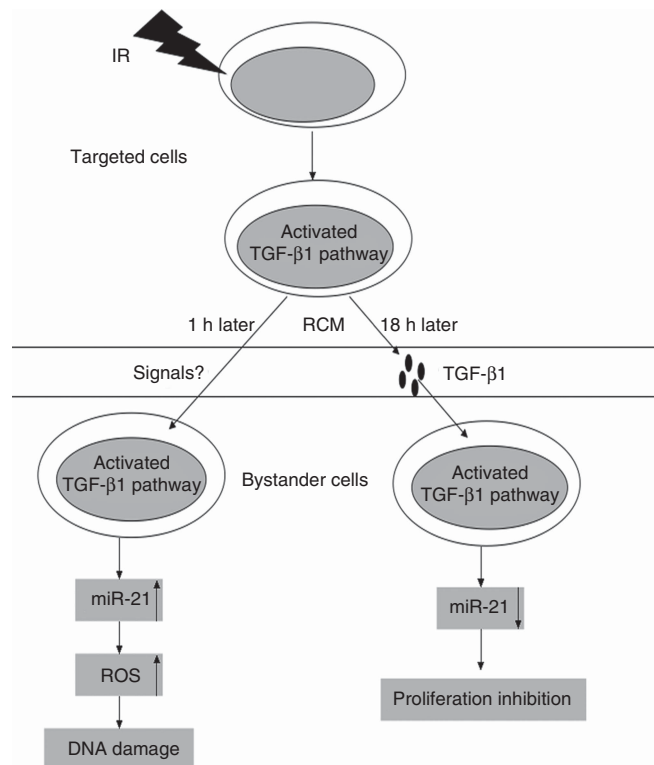 IR
Targeted cells
Activated
TGF-β1 pathway
1 h later
RCM
18 h later
Signals?
TGF-β1
Activated
TGF-β1 pathway
Bystander cells
Activated
TGF-β1 pathway
miR-21
miR-21
ROS
Proliferation inhibition
DNA damage